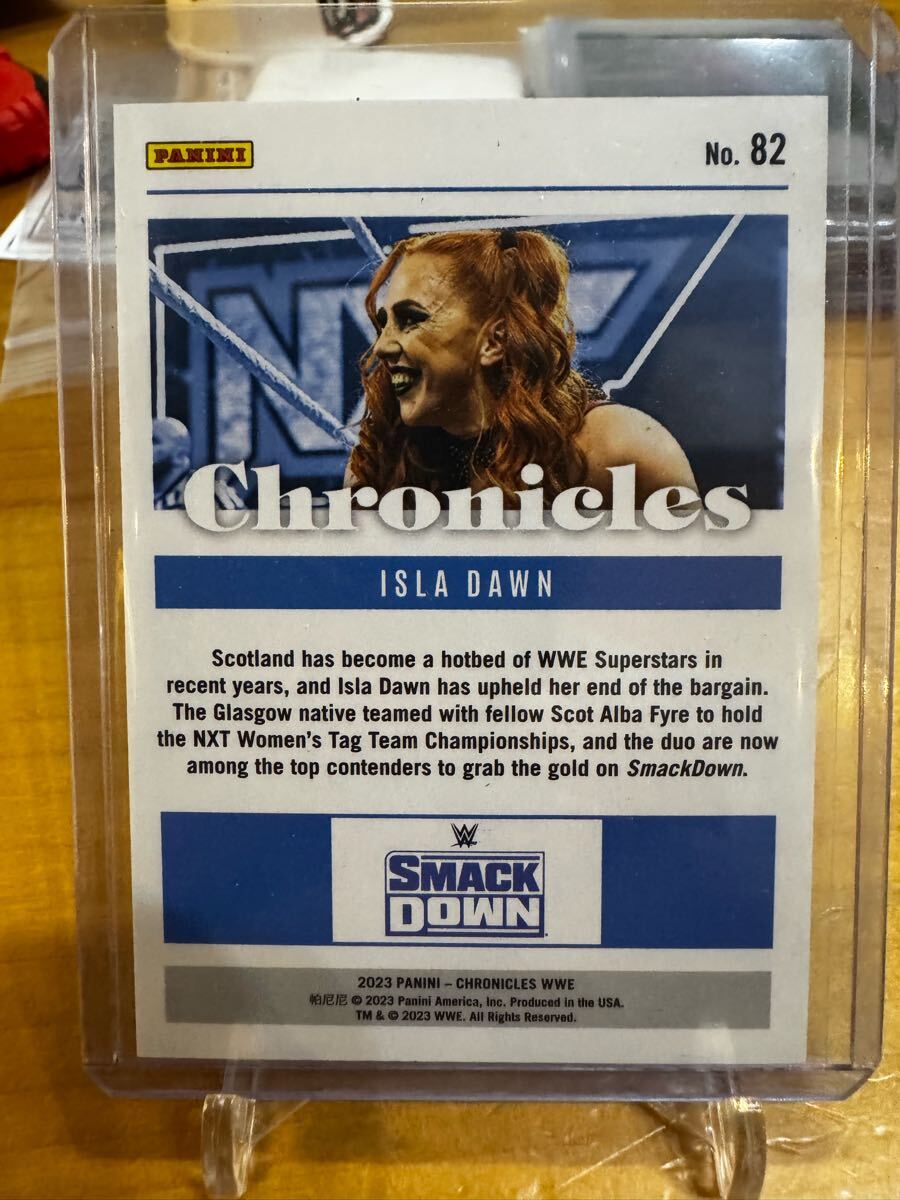 PANINI
No. 82
NX
Chronicles
ISLA DAWN
Scotland has become a hotbed of WWE Superstars in
recent years, and Isla Dawn has upheld her end of the bargain.
The Glasgow native teamed with fellow Scot Alba Fyre to hold
the NXT Women's Tag Team Championships, and the duo are now
among the top contenders to grab the gold on SmackDown.
W
SMACK
DOWN
2023 PANINI – CHRONICLES WWE
帕尼尼 © 2023 Panini America, Inc. Produced in the USA.
TM & © 2023 WWE. All Rights Reserved.